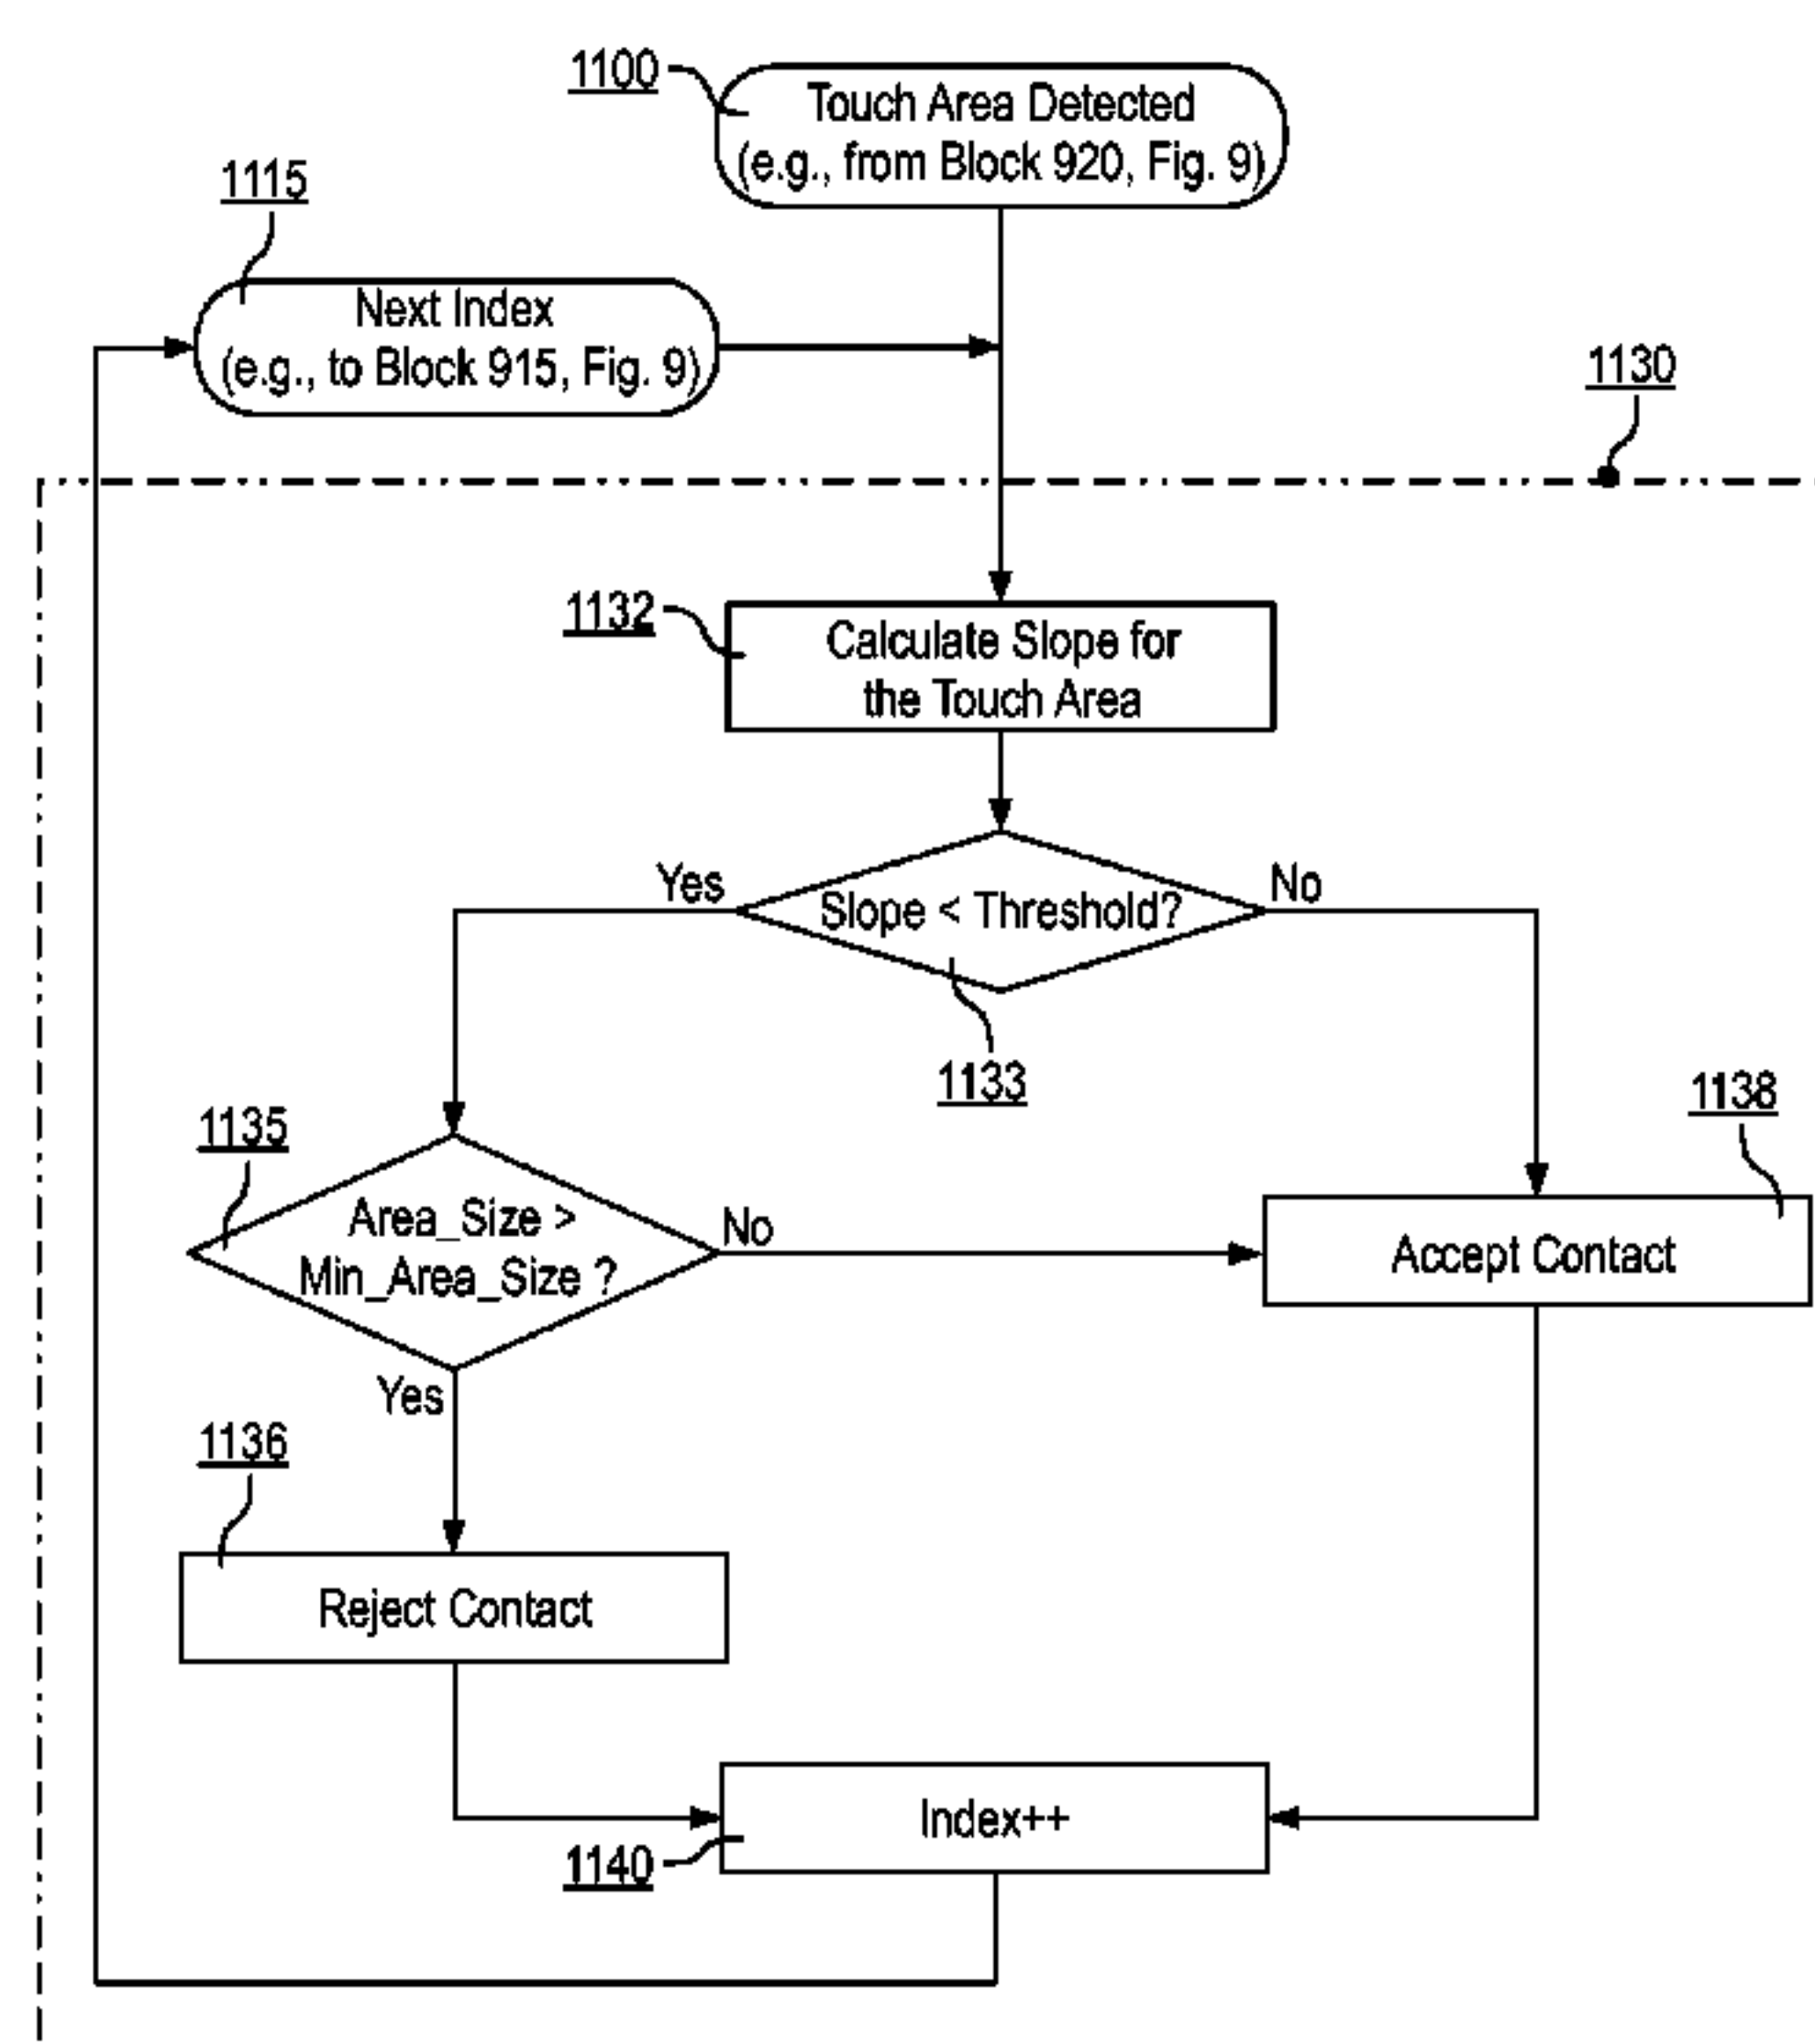 1100
Touch Area Detected
(e.g., from Block 920, Fig. 9)
1115
Next Index
(e.g., to Block 915, Fig. 9)
1130
1132
Calculate Slope for
the Touch Area
Yes
Slope < Threshold?
No
1133
1138
1135
Area_Size >
Min_Area_Size ?
No
Accept Contact
Yes
1136
Reject Contact
Index++
1140